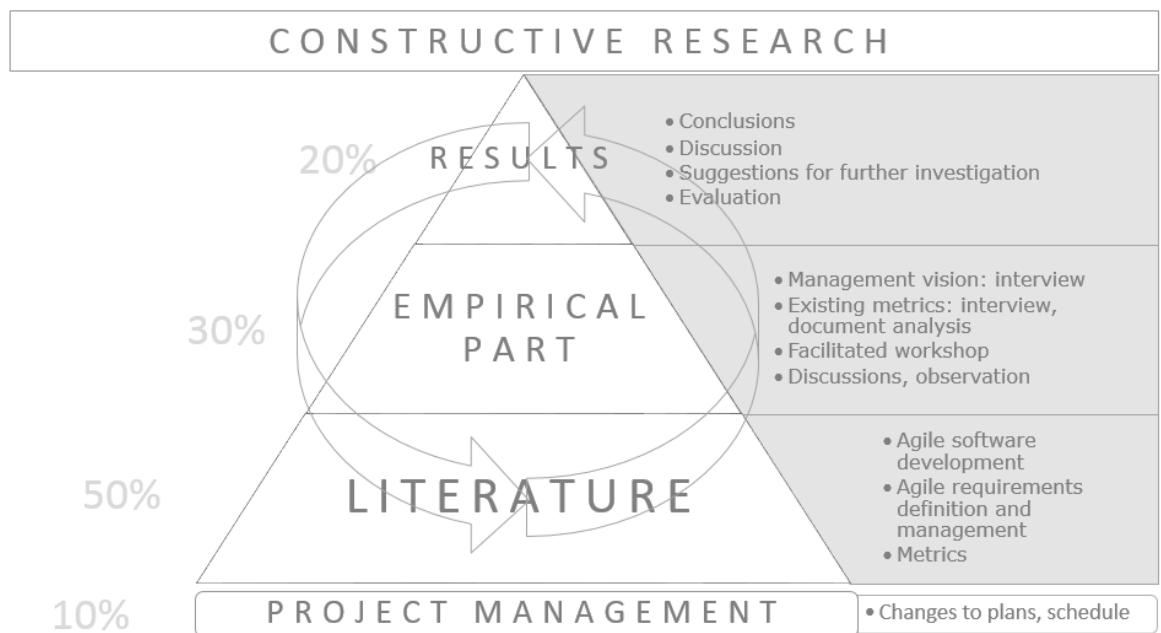 CONSTRUCTIVE RESEARCH
20%
RESULTS
• Conclusions
• Discussion
• Suggestions for further investigation
• Evaluation
30%
EMPIRICAL
PART
• Management vision: interview
• Existing metrics: interview,
document analysis
• Facilitated workshop
• Discussions, observation
50%
LITERATURE
• Agile software
development
• Agile requirements
definition and
management
• Metrics
10%
PROJECT MANAGEMENT
• Changes to plans, schedule